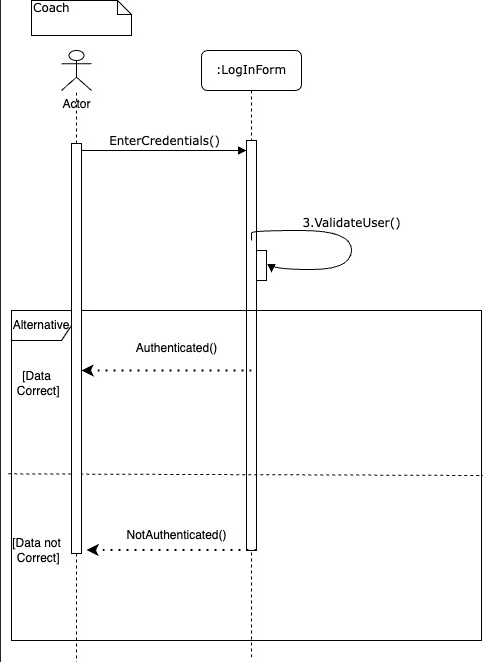 Coach
:LogInForm
Actor
EnterCredentials()
3.ValidateUser()
Alternative
Authenticated()
[Data
Correct]
NotAuthenticated()
[Data not
Correct]